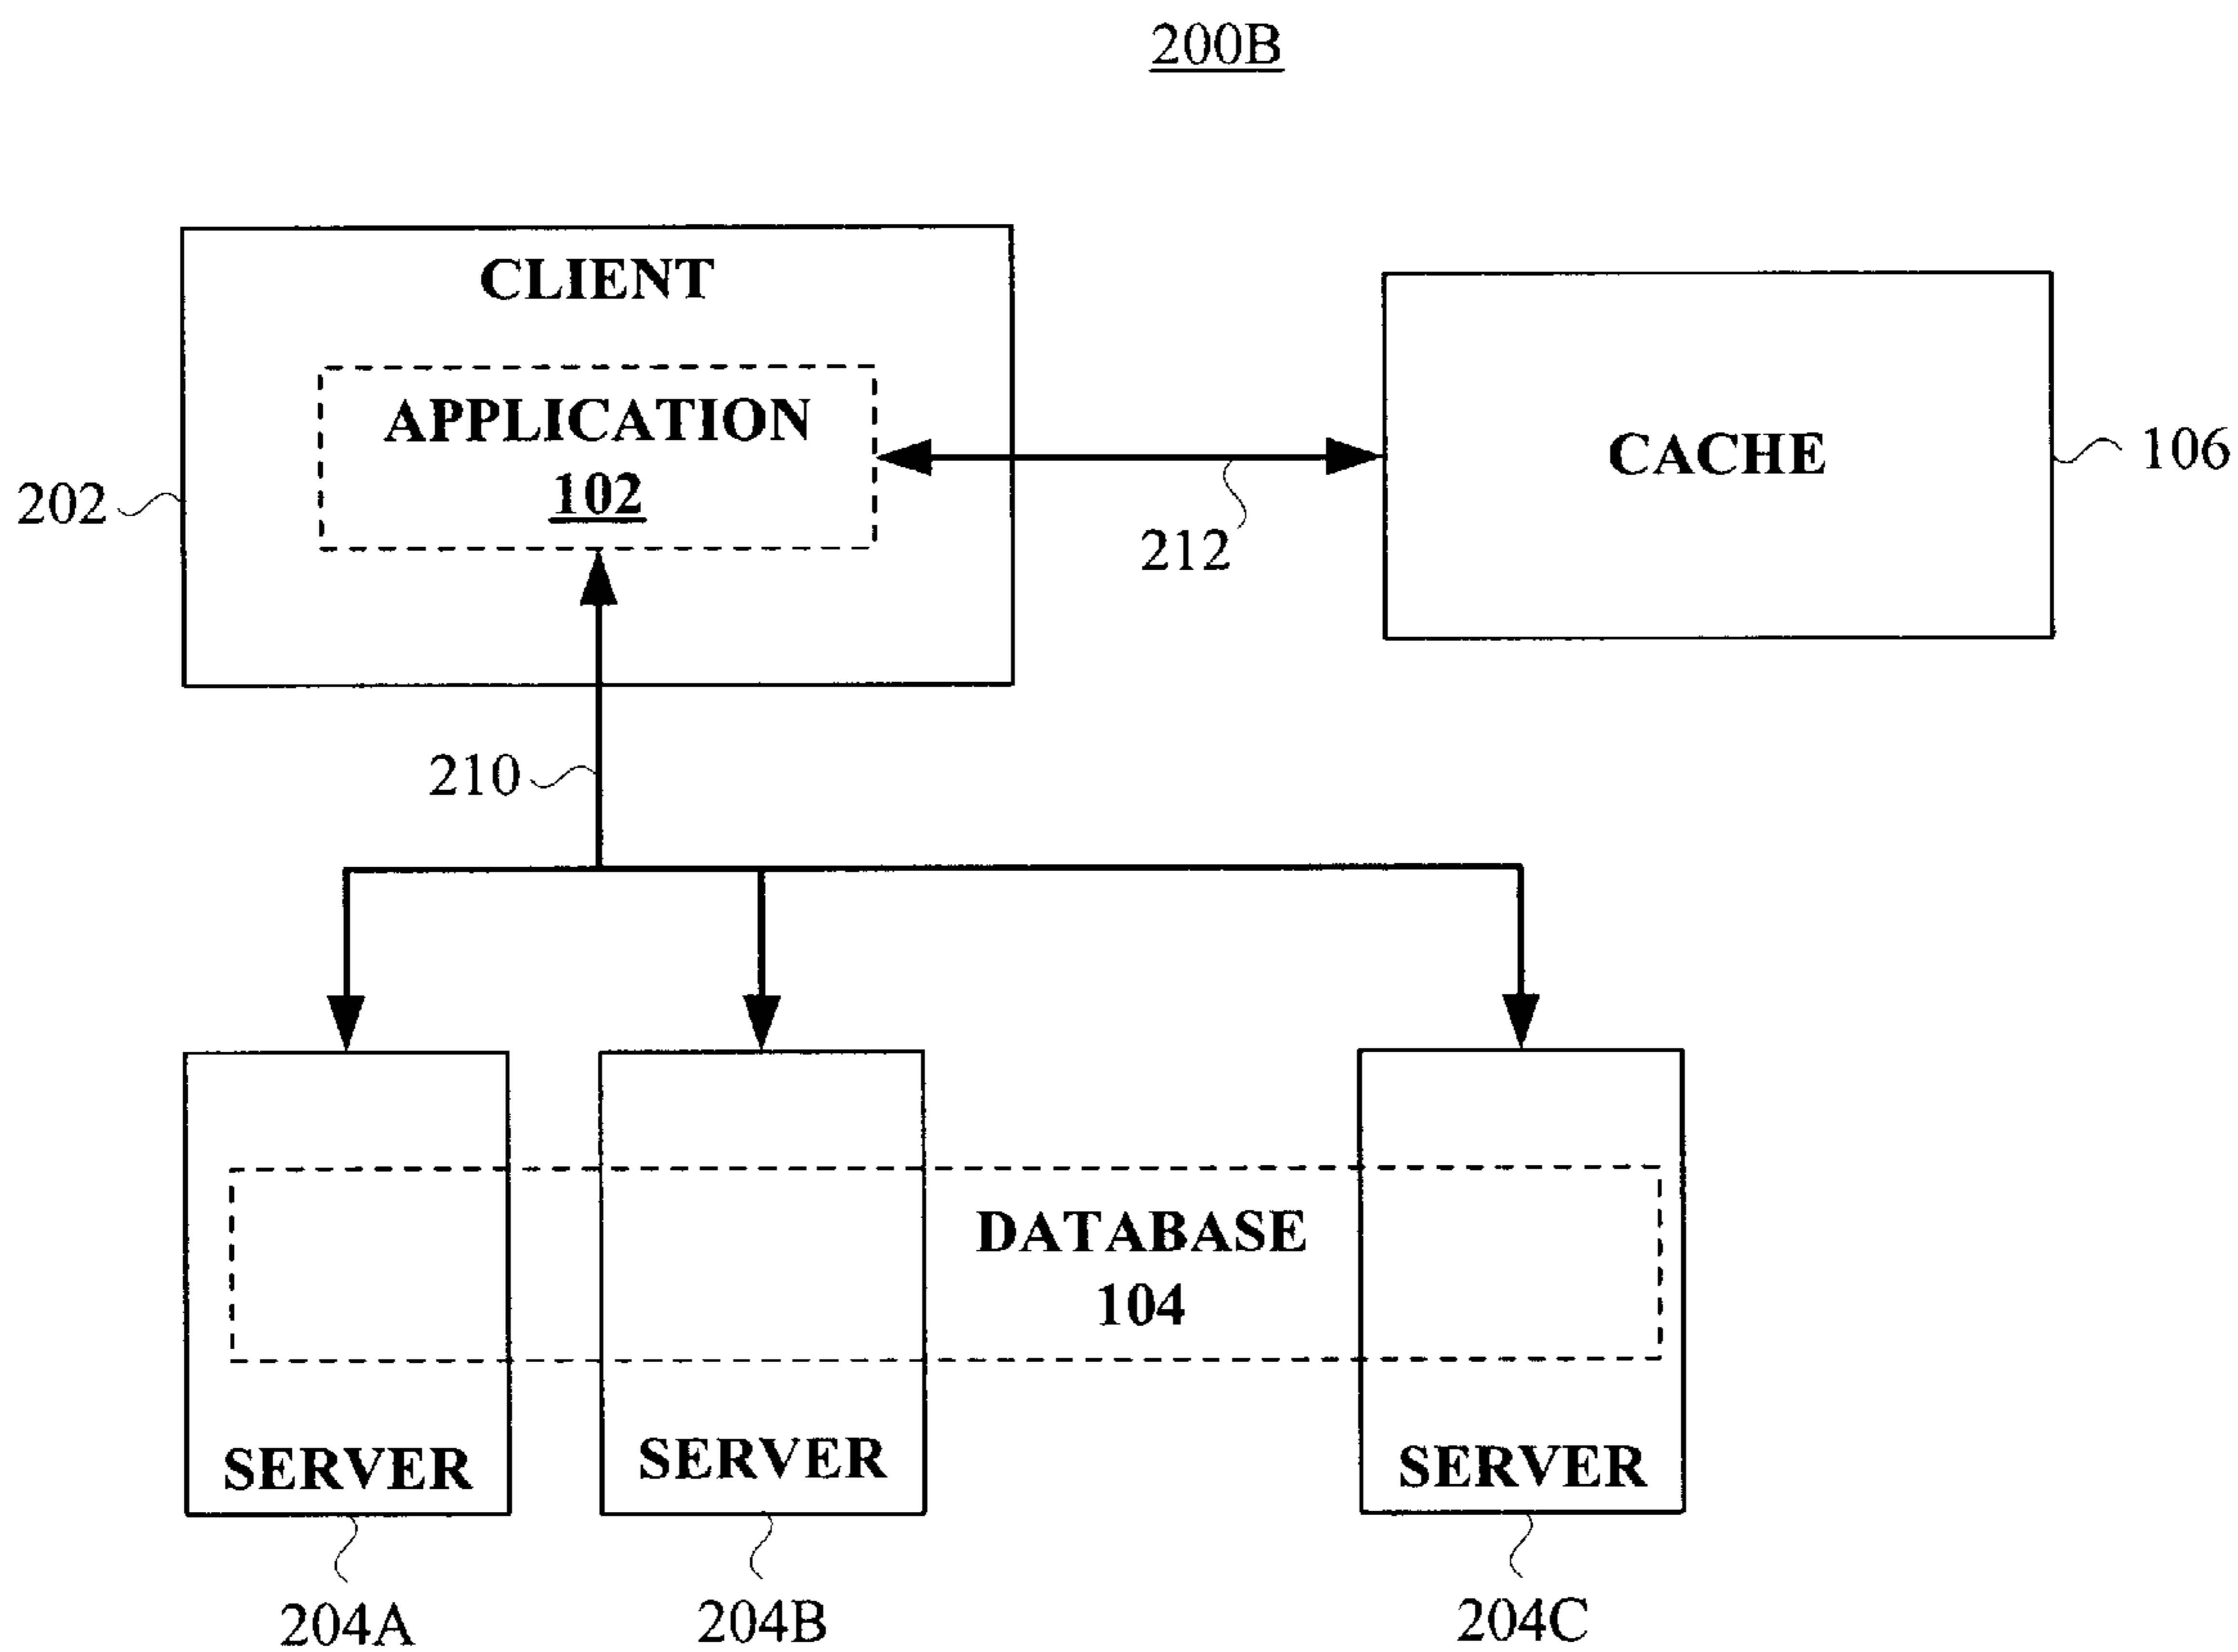 200B
CLIENT
APPLICATION
102
202
CACHE
106
212
210
DATABASE
104
SERVER
SERVER
SERVER
204A
204B
204C